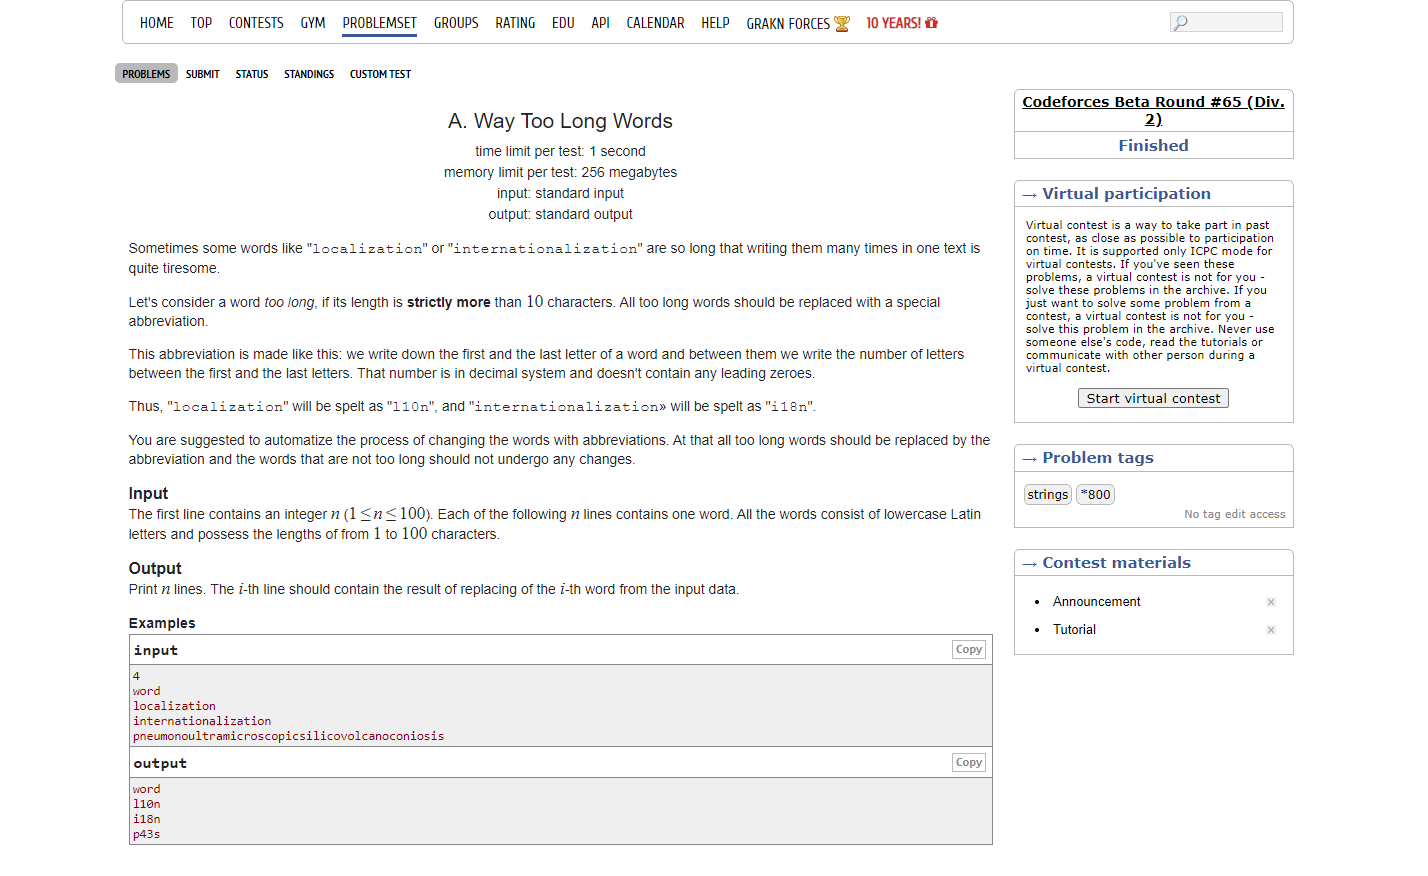 HOME TOP CONTESTS GYM PROBLEMSET GROUPS RATING EDU API CALENDAR HELP GRAKN FORCES 10 YEARS!
PROBLEMS SUBMIT STATUS STANDINGS CUSTOM TEST
A. Way Too Long Words
time limit per test: 1 second
memory limit per test: 256 megabytes
input: standard input
output: standard output
Sometimes some words like "localization" or "internationalization" are so long that writing them many times in one text is
quite tiresome.
Let's consider a word too long, if its length is strictly more than 10 characters. All too long words should be replaced with a special
abbreviation.
This abbreviation is made like this: we write down the first and the last letter of a word and between them we write the number of letters
between the first and the last letters. That number is in decimal system and doesn't contain any leading zeroes.
Thus, "localization" will be spelt as "l10n", and "internationalization» will be spelt as "i18n".
You are suggested to automatize the process of changing the words with abbreviations. At that all too long words should be replaced by the
abbreviation and the words that are not too long should not undergo any changes.
Input
The first line contains an integer n (1 ≤ n ≤ 100). Each of the following n lines contains one word. All the words consist of lowercase Latin
letters and possess the lengths of from 1 to 100 characters.
Output
Print n lines. The i-th line should contain the result of replacing of the i-th word from the input data.
Examples
input Copy
4
word
localization
internationalization
pneumonoultramicroscopicsilicovolcanoconiosis
output Copy
word
l10n
i18n
p43s
Codeforces Beta Round #65 (Div.
2)
Finished
→ Virtual participation
Virtual contest is a way to take part in past
contest, as close as possible to participation
on time. It is supported only ICPC mode for
virtual contests. If you've seen these
problems, a virtual contest is not for you -
solve these problems in the archive. If you
just want to solve some problem from a
contest, a virtual contest is not for you -
solve this problem in the archive. Never use
someone else's code, read the tutorials or
communicate with other person during a
virtual contest.
Start virtual contest
→ Problem tags
strings *800
No tag edit access
→ Contest materials
Announcement
Tutorial